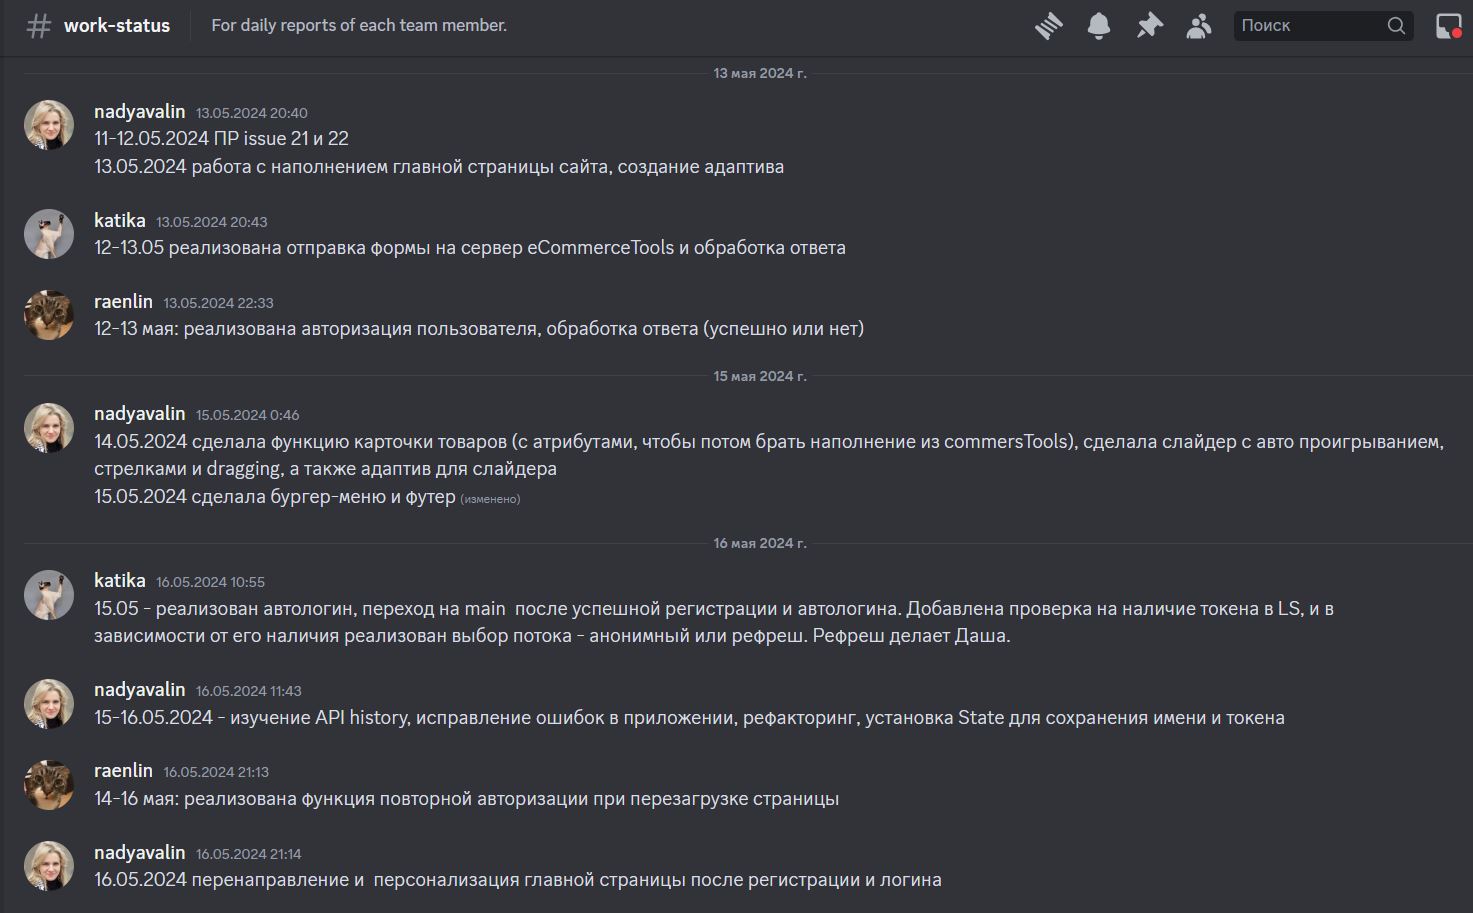 # work-status For daily reports of each team member. Поиск
13 мая 2024 г.
nadyavalin 13.05.2024 20:40
11-12.05.2024 ПР issue 21 и 22
13.05.2024 работа с наполнением главной страницы сайта, создание адаптива
katika 13.05.2024 20:43
12-13.05 реализована отправка формы на сервер eCommerceTools и обработка ответа
raenlin 13.05.2024 22:33
12-13 мая: реализована авторизация пользователя, обработка ответа (успешно или нет)
15 мая 2024 г.
nadyavalin 15.05.2024 0:46
14.05.2024 сделала функцию карточки товаров (с атрибутами, чтобы потом брать наполнение из commersTools), сделала слайдер с авто проигрыванием,
стрелками и dragging, а также адаптив для слайдера
15.05.2024 сделала бургер-меню и футер (изменено)
16 мая 2024 г.
katika 16.05.2024 10:55
15.05 - реализован автологин, переход на main  после успешной регистрации и автологина. Добавлена проверка на наличие токена в LS, и в
зависимости от его наличия реализован выбор потока - анонимный или рефреш. Рефреш делает Даша.
nadyavalin 16.05.2024 11:43
15-16.05.2024 - изучение API history, исправление ошибок в приложении, рефакторинг, установка State для сохранения имени и токена
raenlin 16.05.2024 21:13
14-16 мая: реализована функция повторной авторизации при перезагрузке страницы
nadyavalin 16.05.2024 21:14
16.05.2024 перенаправление и  персонализация главной страницы после регистрации и логина